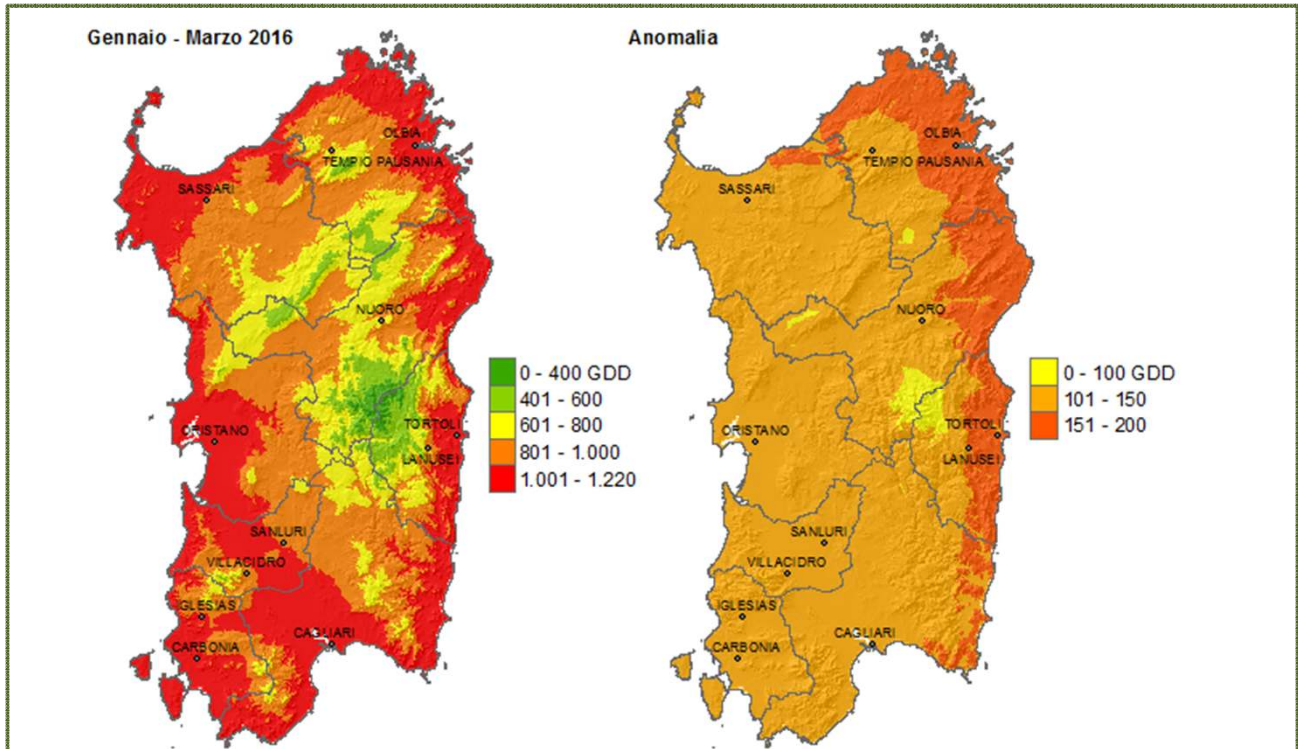 Gennaio - Marzo 2016
OLBIA
TEMPIO PAUSANIA
SASSARI
NUORO
0 - 400 GDD
401 - 600
601 - 800
801 - 1.000
1.001 - 1.220
ORISTANO
TORTOLI
LANUSEI
SANLURI
VILLACIDRO
IGLESIAS
CAGLIARI
CARBONIA
Anomalia
OLBIA
TEMPIO PAUSANIA
SASSARI
NUORO
0 - 100 GDD
101 - 150
151 - 200
ORISTANO
TORTOLI
LANUSEI
SANLURI
VILLACIDRO
IGLESIAS
CAGLIARI
CARBONIA